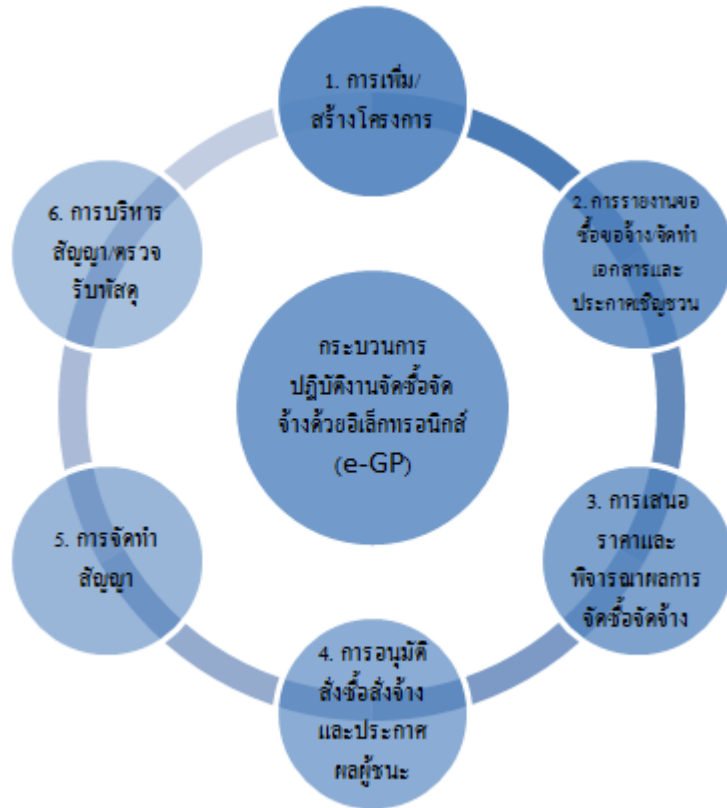 1. การเพิ่ม/
สร้างโครงการ
2. การรายงานขอ
ซื้อขอจ้าง/จัดทำ
เอกสารและ
ประกาศเชิญชวน
3. การเสนอ
ราคาและ
พิจารณาผลการ
จัดซื้อจัดจ้าง
4. การอนุมัติ
สั่งซื้อสั่งจ้าง
และประกาศ
ผลผู้ชนะ
5. การจัดทำ
สัญญา
6. การบริหาร
สัญญา/ตรวจ
รับพัสดุ
กระบวนการ
ปฏิบัติงานจัดซื้อจัด
จ้างด้วยอิเล็กทรอนิกส์
(e-GP)